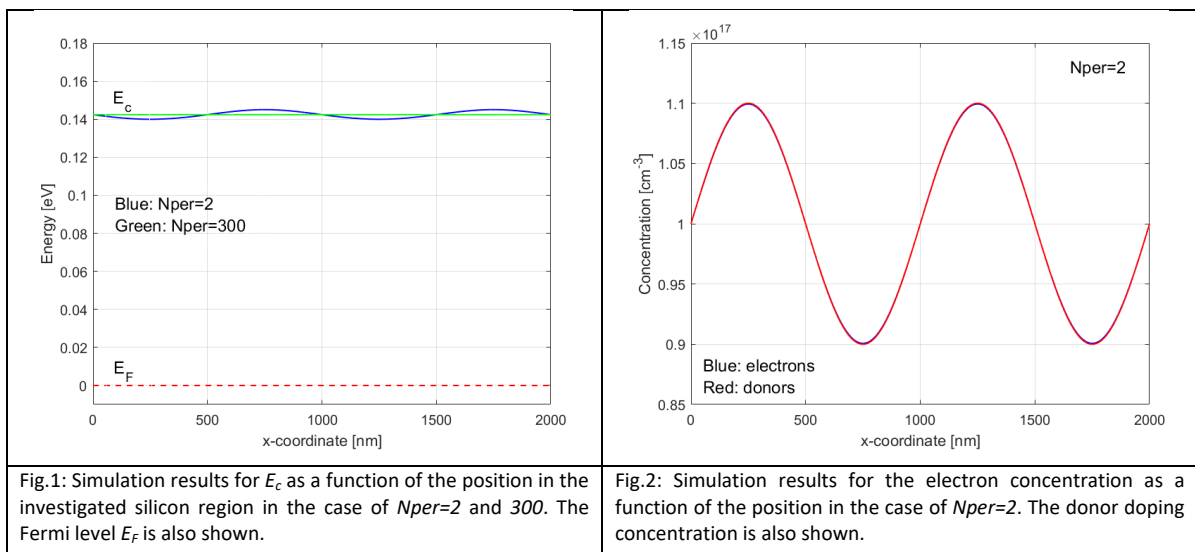 0.18
0.16
0.14
0.12
0.1
0.08
0.06
0.04
0.02
0
Energy [eV]
E_c
Blue: Nper=2
Green: Nper=300
E_F
0 500 1000 1500 2000
x-coordinate [nm]
×10^17
1.15
1.1
1.05
1
0.95
0.9
0.85
Concentration [cm^-3]
Nper=2
Blue: electrons
Red: donors
0 500 1000 1500 2000
x-coordinate [nm]
Fig.1: Simulation results for E_c as a function of the position in the
investigated silicon region in the case of Nper=2 and 300. The
Fermi level E_F is also shown.
Fig.2: Simulation results for the electron concentration as a
function of the position in the case of Nper=2. The donor doping
concentration is also shown.